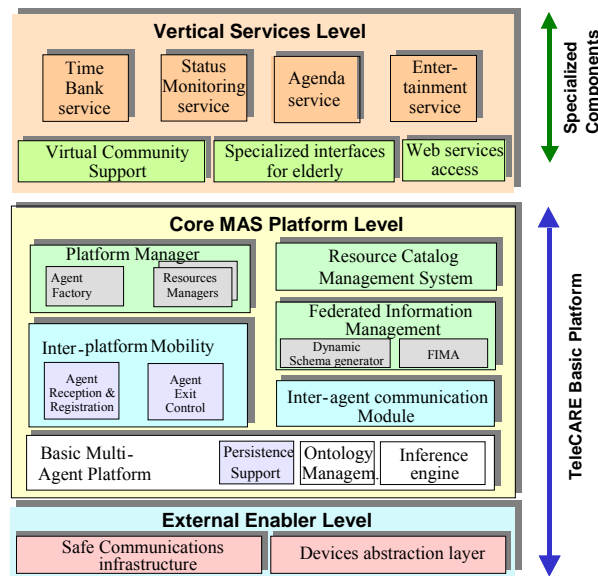 Vertical Services Level
Time
Bank
service
Status
Monitoring
service
Agenda
service
Enter-
tainment
service
Virtual Community
Support
Specialized interfaces
for elderly
Web services
access
Specialized
Components
Core MAS Platform Level
Platform Manager
Agent
Factory
Resources
Managers
Resource Catalog
Management System
Federated Information
Management
Dynamic
Schema generator
FIMA
Inter-platform Mobility
Agent
Reception &
Registration
Agent
Exit
Control
Inter-agent communication
Module
Basic Multi-
Agent Platform
Persistence
Support
Ontology
Managem.
Inference
engine
TeleCARE Basic Platform
External Enabler Level
Safe Communications
infrastructure
Devices abstraction layer